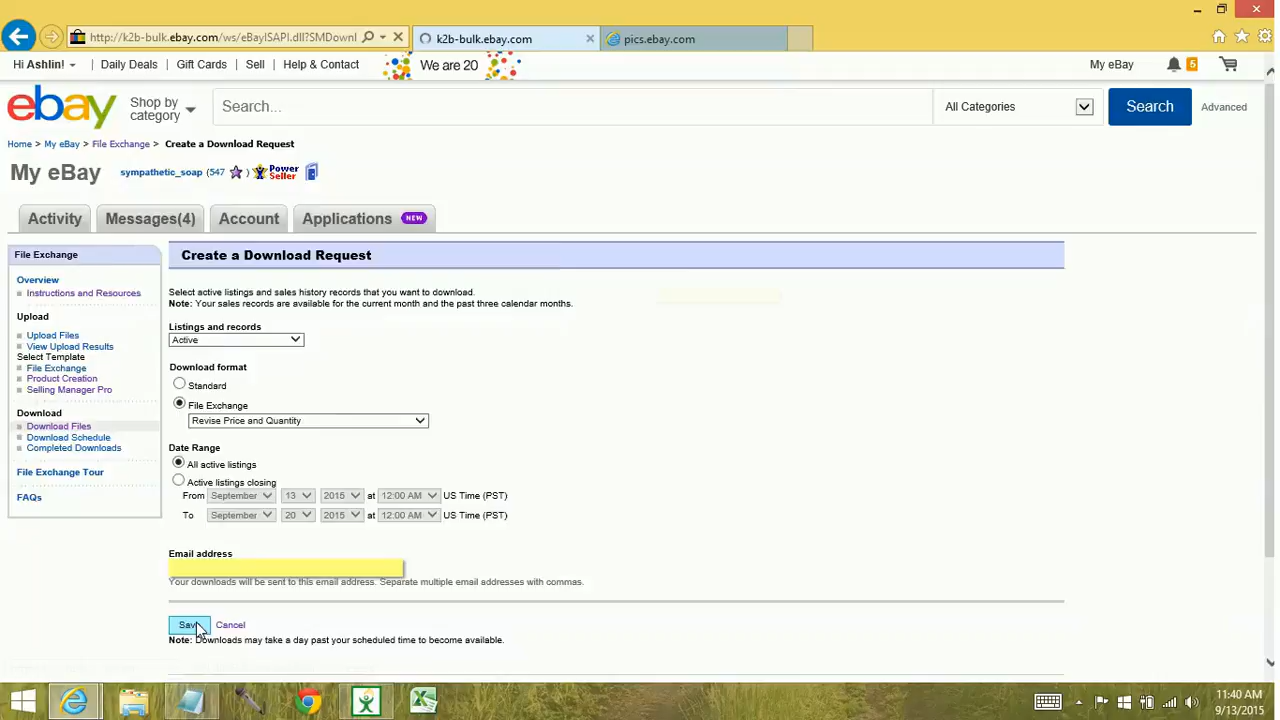 http://k2b-bulk.ebay.com/ws/eBayISAPI.dll?SMDownl
k2b-bulk.ebay.com
pics.ebay.com
Hi Ashlin!
Daily Deals
Gift Cards
Sell
Help & Contact
We are 20
My eBay
5
ebay
Shop by category
Search...
All Categories
Search
Advanced
Home > My eBay > File Exchange > Create a Download Request
My eBay
sympathetic_soap (547 )
Power Seller
Activity
Messages(4)
Account
Applications NEW
File Exchange
Overview
Instructions and Resources
Upload
Upload Files
View Upload Results
Select Template
File Exchange
Product Creation
Selling Manager Pro
Download
Download Files
Download Schedule
Completed Downloads
File Exchange Tour
FAQs
Create a Download Request
Select active listings and sales history records that you want to download.
Note: Your sales records are available for the current month and the past three calendar months.
Listings and records
Active
Download format
Standard
File Exchange
Revise Price and Quantity
Date Range
All active listings
Active listings closing
From September 13 2015 at 12:00 AM US Time (PST)
To September 20 2015 at 12:00 AM US Time (PST)
Email address
Your downloads will be sent to this email address. Separate multiple email addresses with commas.
Save Cancel
Note: Downloads may take a day past your scheduled time to become available.
11:40 AM
9/13/2015